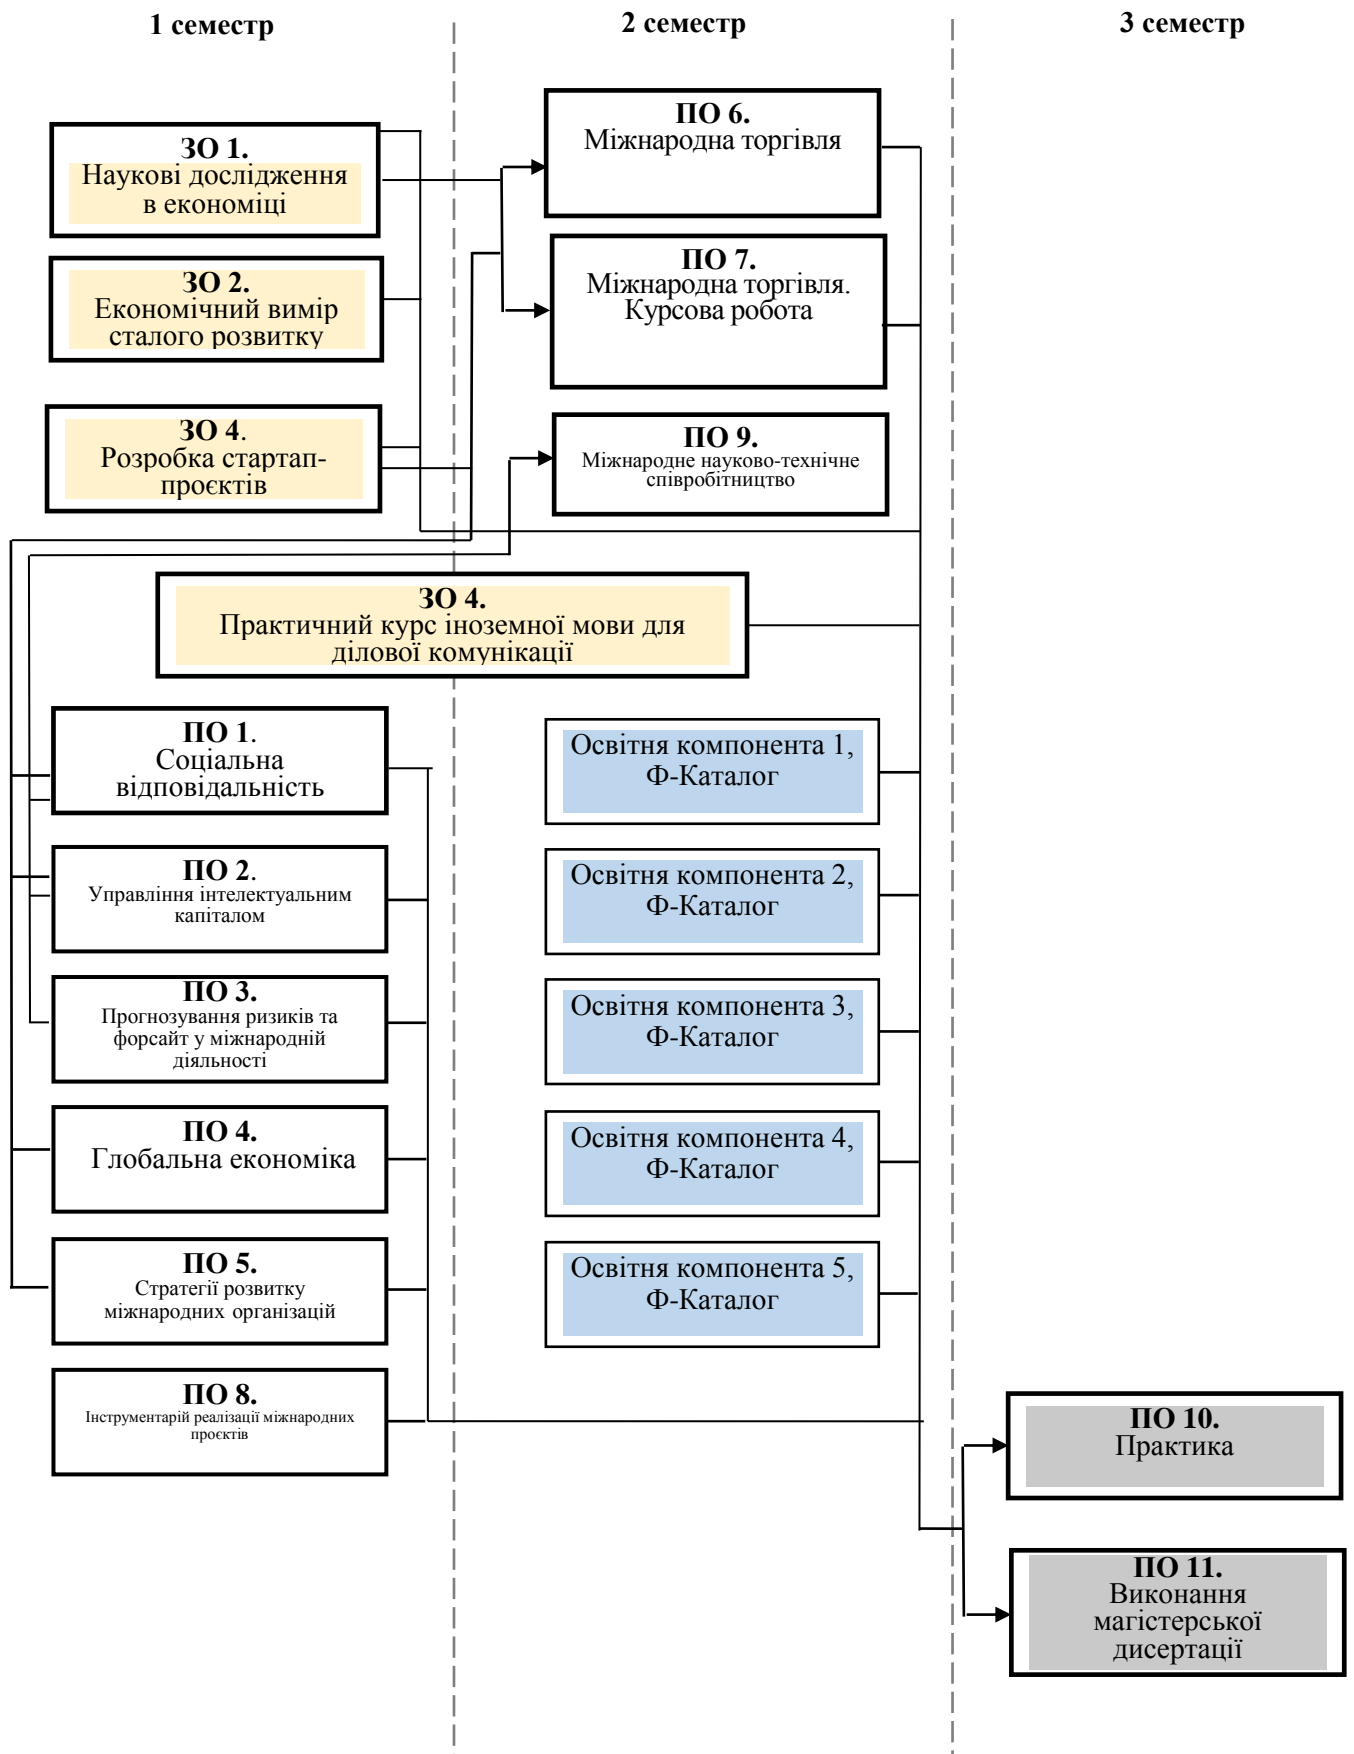 1 семестр
2 семестр
3 семестр
ЗО 1.
Наукові дослідження
в економіці
ЗО 2.
Економічний вимір
сталого розвитку
ЗО 4.
Розробка стартап-
проєктів
ПО 6.
Міжнародна торгівля
ПО 7.
Міжнародна торгівля.
Курсова робота
ПО 9.
Міжнародне науково-технічне
співробітництво
ЗО 4.
Практичний курс іноземної мови для
ділової комунікації
ПО 1.
Соціальна
відповідальність
ПО 2.
Управління інтелектуальним
капіталом
ПО 3.
Прогнозування ризиків та
форсайт у міжнародній
діяльності
ПО 4.
Глобальна економіка
ПО 5.
Стратегії розвитку
міжнародних організацій
ПО 8.
Інструментарій реалізації міжнародних
проєктів
Освітня компонента 1,
Ф-Каталог
Освітня компонента 2,
Ф-Каталог
Освітня компонента 3,
Ф-Каталог
Освітня компонента 4,
Ф-Каталог
Освітня компонента 5,
Ф-Каталог
ПО 10.
Практика
ПО 11.
Виконання
магістерської
дисертації